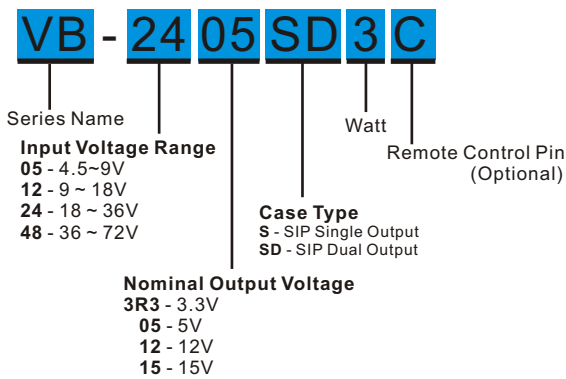 VB - 24 05 SD 3 C
Series Name
Input Voltage Range
05 - 4.5~9V
12 - 9 ~ 18V
24 - 18 ~ 36V
48 - 36 ~ 72V
Watt
Remote Control Pin
(Optional)
Case Type
S - SIP Single Output
SD - SIP Dual Output
Nominal Output Voltage
3R3 - 3.3V
05 - 5V
12 - 12V
15 - 15V